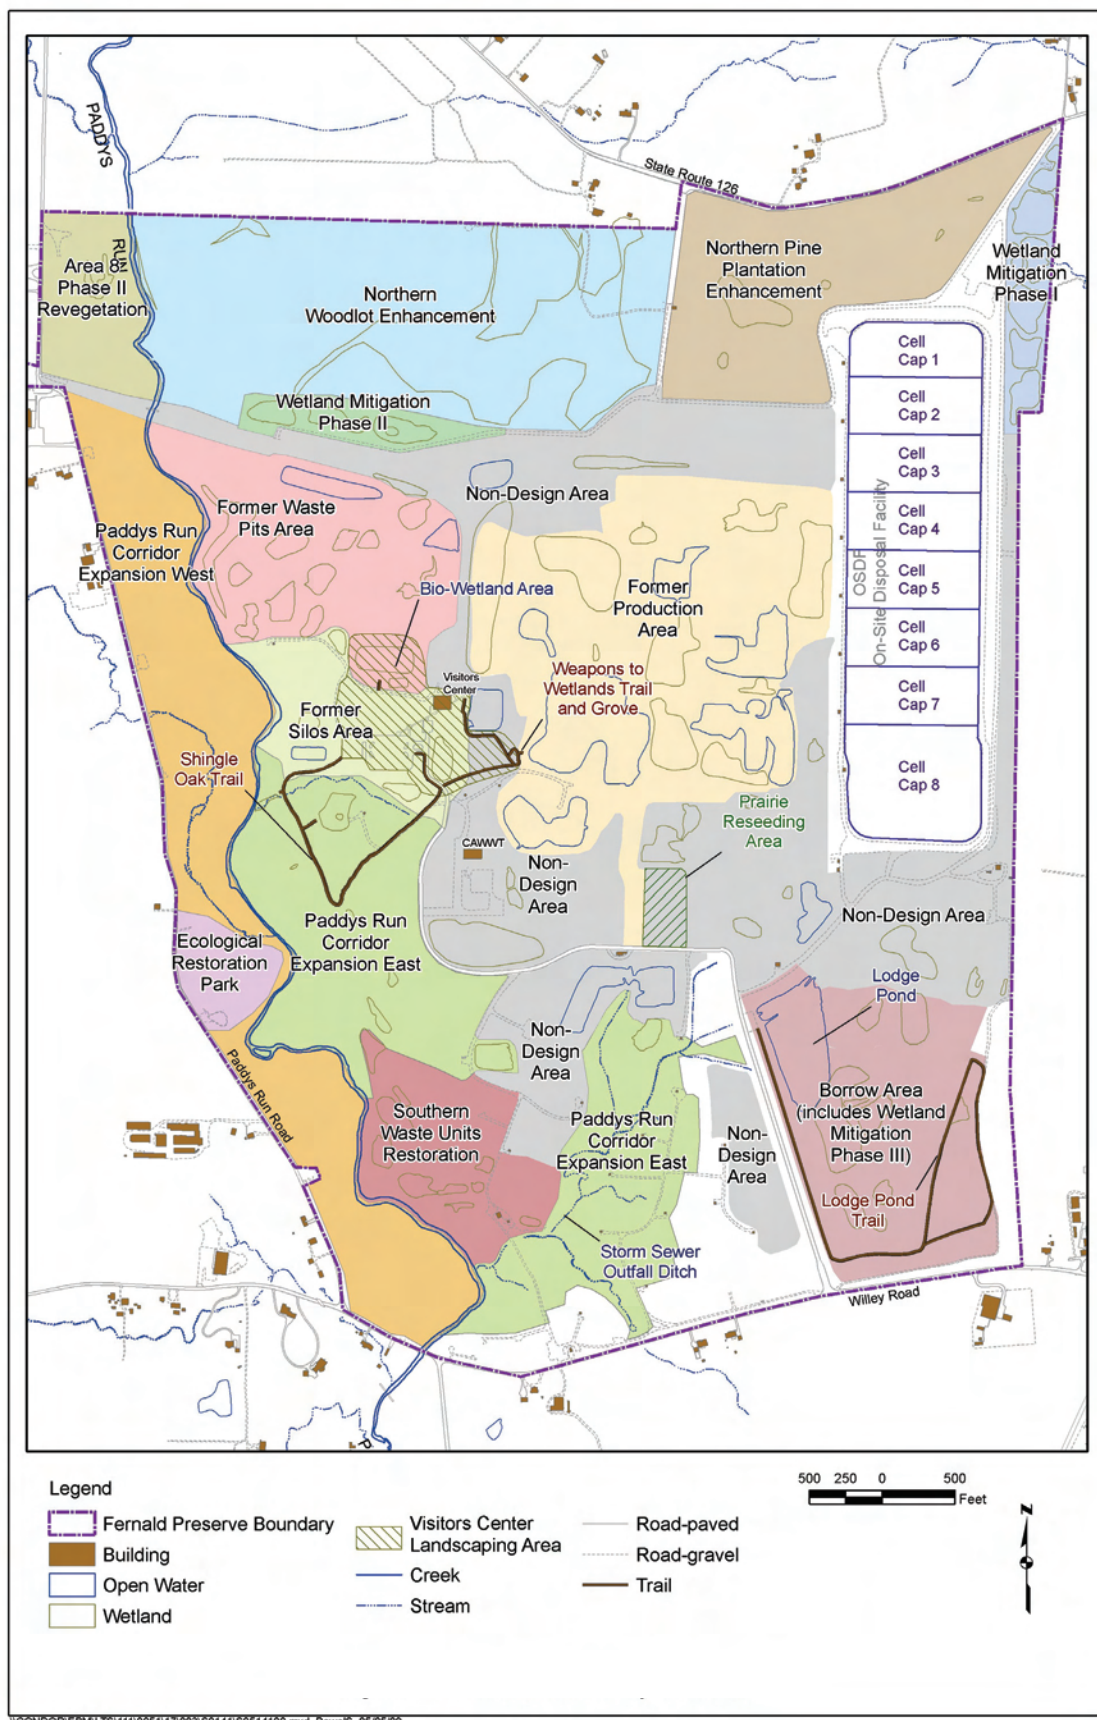 PADDYS
RUN
State Route 126
Area 8
Phase II
Revegetation
Northern
Woodlot Enhancement
Northern Pine
Plantation
Enhancement
Wetland
Mitigation
Phase I
Wetland Mitigation
Phase II
Cell
Cap 1
Cell
Cap 2
Cell
Cap 3
Cell
Cap 4
Cell
Cap 5
Cell
Cap 6
Cell
Cap 7
Cell
Cap 8
OSDF
On-Site Disposal Facility
Non-Design Area
Former Waste
Pits Area
Paddys Run
Corridor
Expansion West
Bio-Wetland Area
Former
Production
Area
Visitors
Center
Weapons to
Wetlands Trail
and Grove
Former
Silos Area
Shingle
Oak Trail
Prairie
Reseeding
Area
CAWWT
Non-
Design
Area
Non-Design Area
Paddys Run
Corridor
Expansion East
Ecological
Restoration
Park
Lodge
Pond
Non-
Design
Area
Paddys Run Road
Southern
Waste Units
Restoration
Paddys Run
Corridor
Expansion East
Non-
Design
Area
Borrow Area
(includes Wetland
Mitigation
Phase III)
Lodge Pond
Trail
Storm Sewer
Outfall Ditch
Willey Road
P
Legend
Fernald Preserve Boundary
Building
Open Water
Wetland
Visitors Center
Landscaping Area
Creek
Stream
Road-paved
Road-gravel
Trail
500 250 0 500
Feet
N